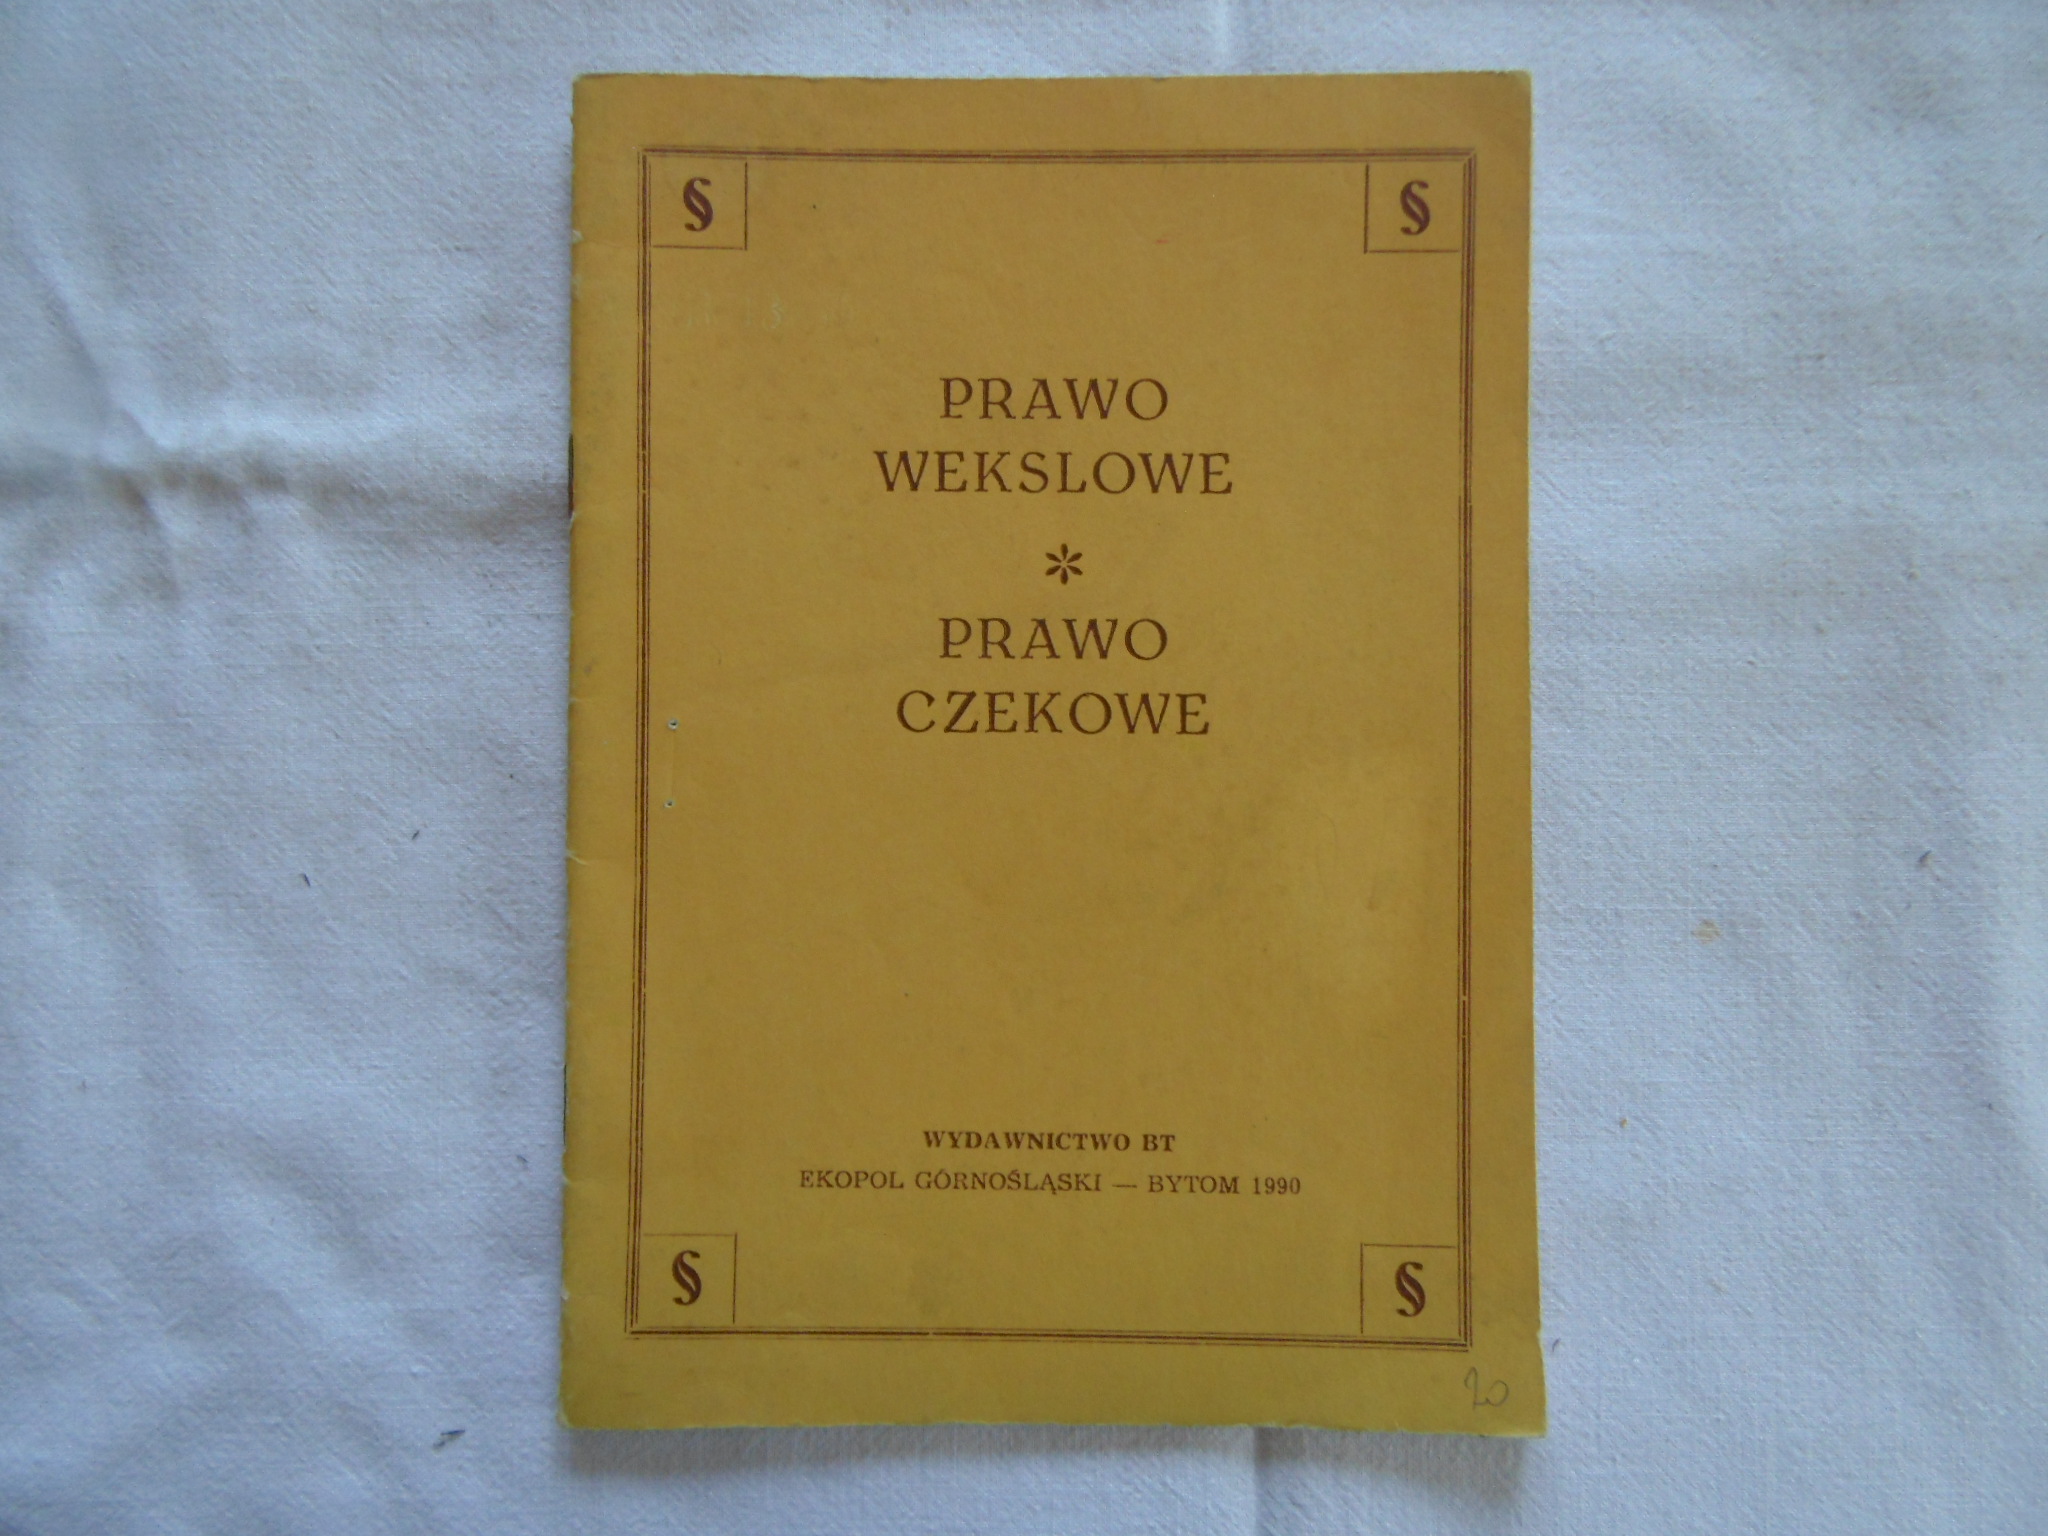 § §
PRAWO
WEKSLOWE
*
PRAWO
CZEKOWE
WYDAWNICTWO BT
EKOPOL GÓRNOŚLĄSKI — BYTOM 1990
§ §
20